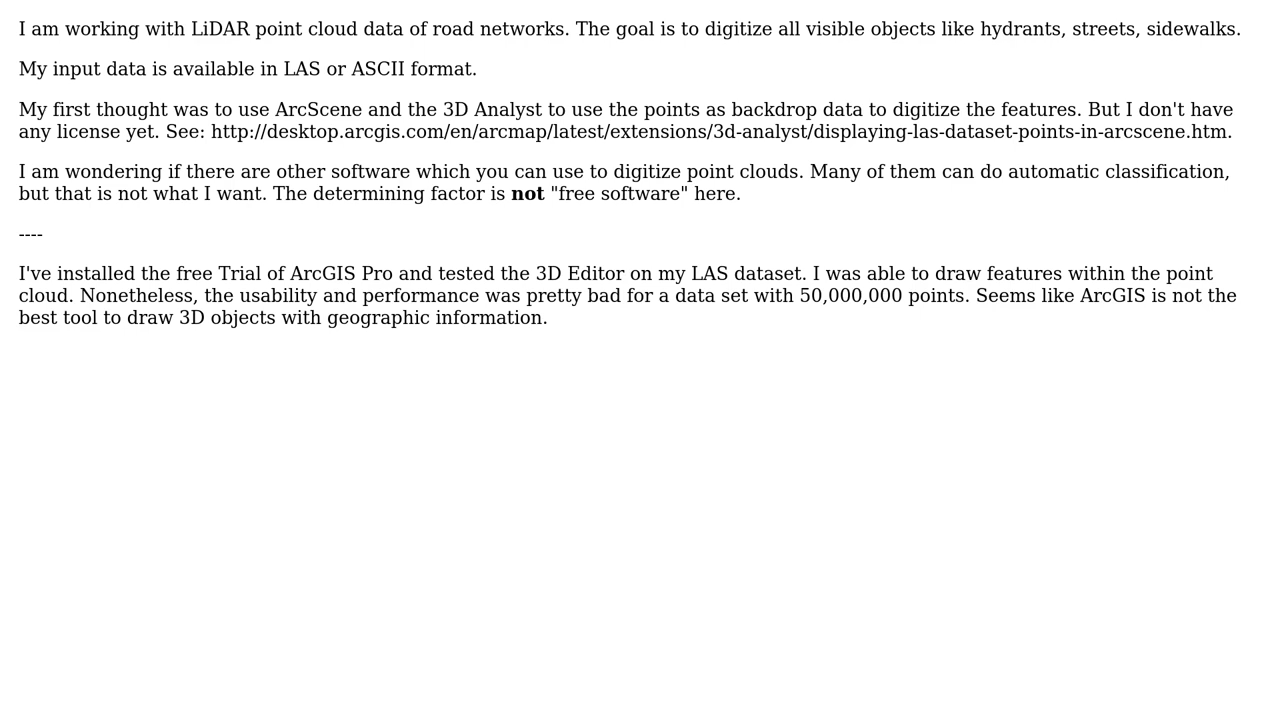 I am working with LiDAR point cloud data of road networks. The goal is to digitize all visible objects like hydrants, streets, sidewalks.
My input data is available in LAS or ASCII format.
My first thought was to use ArcScene and the 3D Analyst to use the points as backdrop data to digitize the features. But I don't have
any license yet. See: http://desktop.arcgis.com/en/arcmap/latest/extensions/3d-analyst/displaying-las-dataset-points-in-arcscene.htm.
I am wondering if there are other software which you can use to digitize point clouds. Many of them can do automatic classification,
but that is not what I want. The determining factor is not "free software" here.
----
I've installed the free Trial of ArcGIS Pro and tested the 3D Editor on my LAS dataset. I was able to draw features within the point
cloud. Nonetheless, the usability and performance was pretty bad for a data set with 50,000,000 points. Seems like ArcGIS is not the
best tool to draw 3D objects with geographic information.